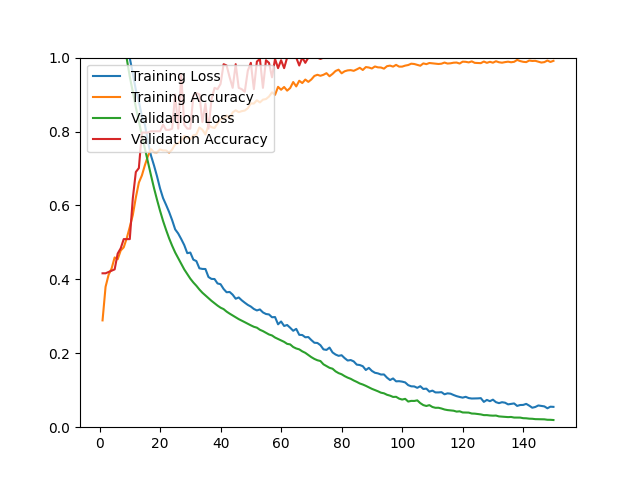 1.0
0.8
0.6
0.4
0.2
0.0
Training Loss
Training Accuracy
Validation Loss
Validation Accuracy
0 20 40 60 80 100 120 140